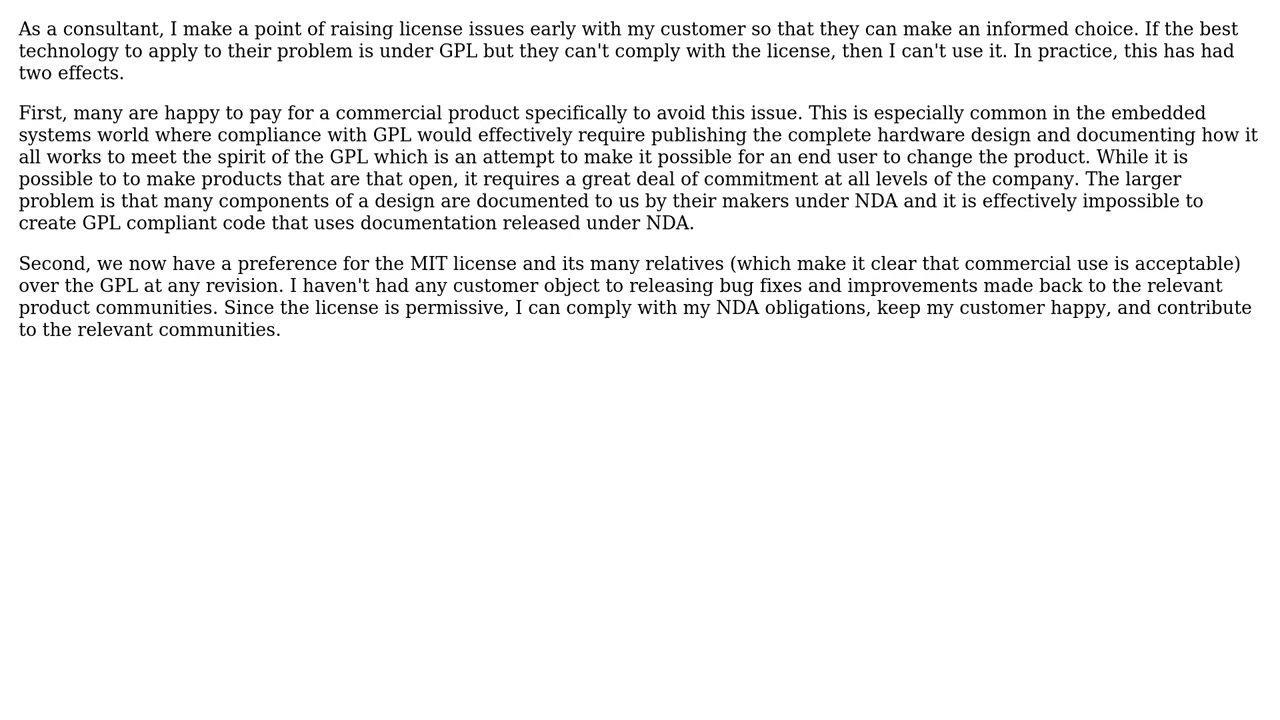 As a consultant, I make a point of raising license issues early with my customer so that they can make an informed choice. If the best
technology to apply to their problem is under GPL but they can't comply with the license, then I can't use it. In practice, this has had
two effects.
First, many are happy to pay for a commercial product specifically to avoid this issue. This is especially common in the embedded
systems world where compliance with GPL would effectively require publishing the complete hardware design and documenting how it
all works to meet the spirit of the GPL which is an attempt to make it possible for an end user to change the product. While it is
possible to to make products that are that open, it requires a great deal of commitment at all levels of the company. The larger
problem is that many components of a design are documented to us by their makers under NDA and it is effectively impossible to
create GPL compliant code that uses documentation released under NDA.
Second, we now have a preference for the MIT license and its many relatives (which make it clear that commercial use is acceptable)
over the GPL at any revision. I haven't had any customer object to releasing bug fixes and improvements made back to the relevant
product communities. Since the license is permissive, I can comply with my NDA obligations, keep my customer happy, and contribute
to the relevant communities.